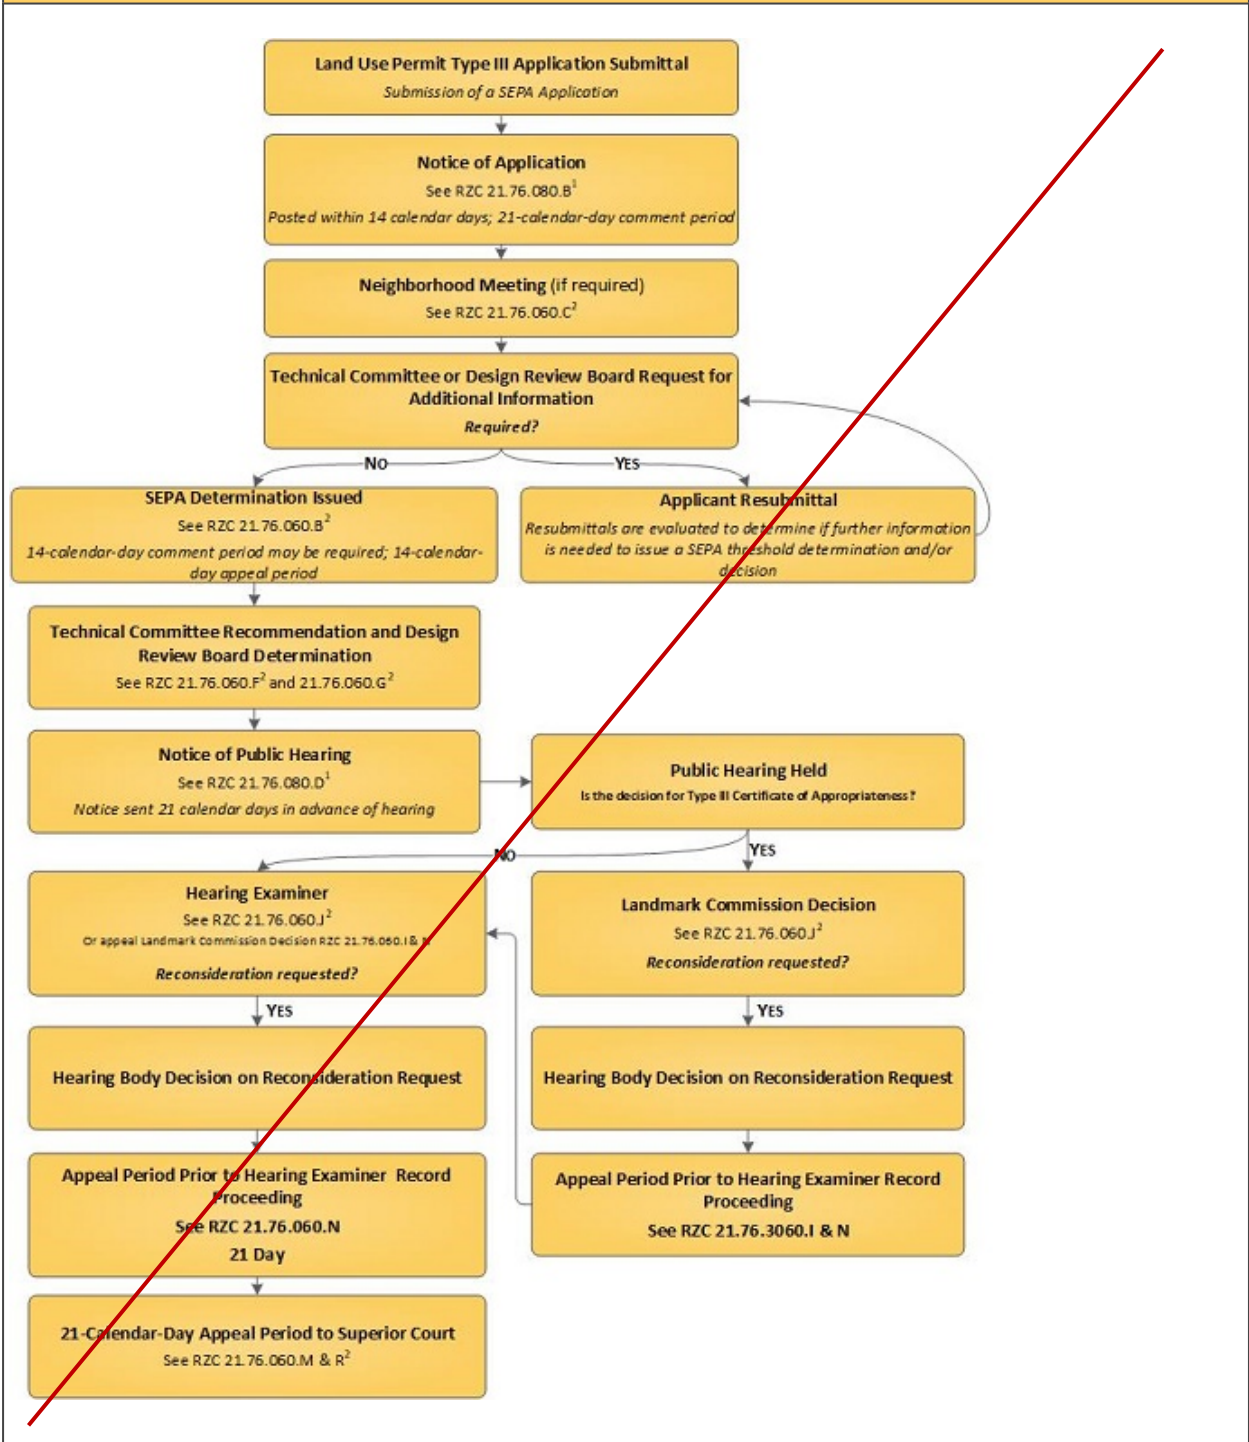 Land Use Permit Type III Application Submittal
Submission of a SEPA Application
Notice of Application
See RZC 21.76.080.B1
Posted within 14 calendar days; 21-calendar-day comment period
Neighborhood Meeting (if required)
See RZC 21.76.060.C2
Technical Committee or Design Review Board Request for
Additional Information
Required?
No
Yes
SEPA Determination Issued
See RZC 21.76.060.B2
14-calendar-day comment period may be required; 14-calendar-
day appeal period
Applicant Resubmittal
Resubmittals are evaluated to determine if further information
is needed to issue a SEPA threshold determination and/or
decision
Technical Committee Recommendation and Design
Review Board Determination
See RZC 21.76.060.F2 and 21.76.060.G2
Notice of Public Hearing
See RZC 21.76.080.D1
Notice sent 21 calendar days in advance of hearing
Public Hearing Held
Is the decision for Type III Certificate of Appropriateness?
No
Yes
Hearing Examiner
See RZC 21.76.060.J2
Or appeal Landmark Commission Decision RZC 21.76.060.I & N
Reconsideration requested?
Landmark Commission Decision
See RZC 21.76.060.J2
Reconsideration requested?
Yes
Yes
Hearing Body Decision on Reconsideration Request
Hearing Body Decision on Reconsideration Request
Appeal Period Prior to Hearing Examiner Record
Proceeding
See RZC 21.76.060.N
21 Day
Appeal Period Prior to Hearing Examiner Record
Proceeding
See RZC 21.76.3060.I & N
21-Calendar-Day Appeal Period to Superior Court
See RZC 21.76.060.M & R2